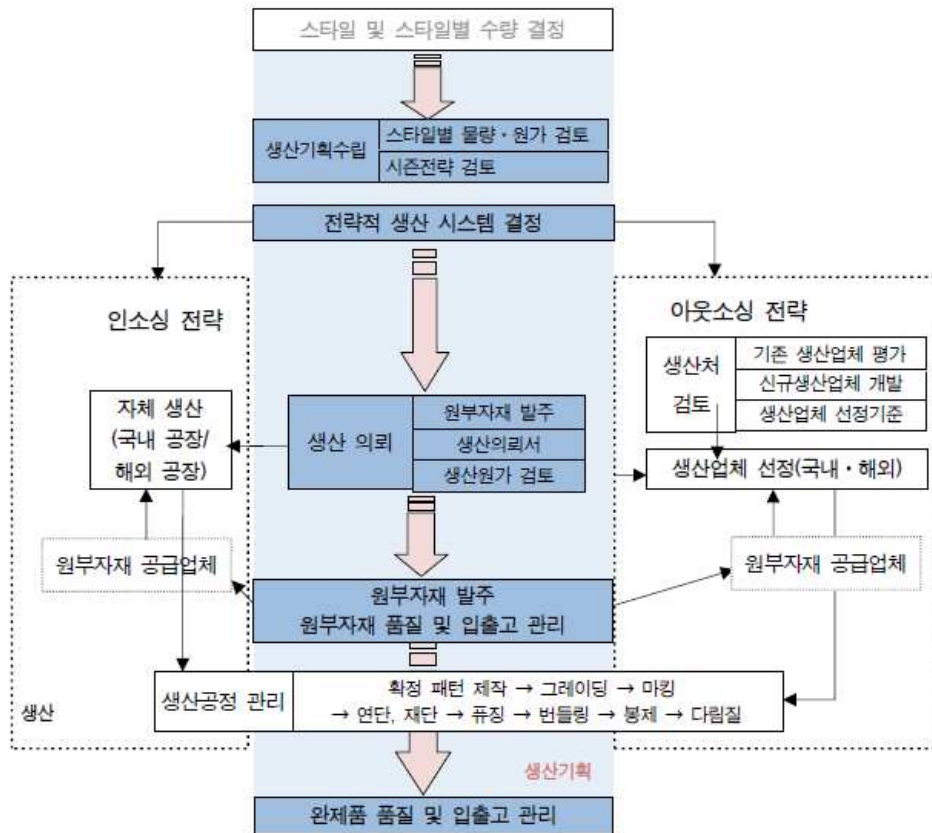 스타일 및 스타일별 수량 결정
생산기획수립
스타일별 물량·원가 검토
시즌전략 검토
전략적 생산 시스템 결정
인소싱 전략
아웃소싱 전략
생산처
검토
기존 생산업체 평가
신규생산업체 개발
생산업체 선정기준
자체 생산
(국내 공장/
해외 공장)
생산 의뢰
원부자재 발주
생산의뢰서
생산원가 검토
생산업체 선정(국내·해외)
원부자재 공급업체
원부자재 공급업체
원부자재 발주
원부자재 품질 및 입출고 관리
생산
생산공정 관리
확정 패턴 제작 → 그레이딩 → 마킹
→ 연단, 재단 → 퓨징 → 번들링 → 봉제 → 다림질
생산기획
완제품 품질 및 입출고 관리